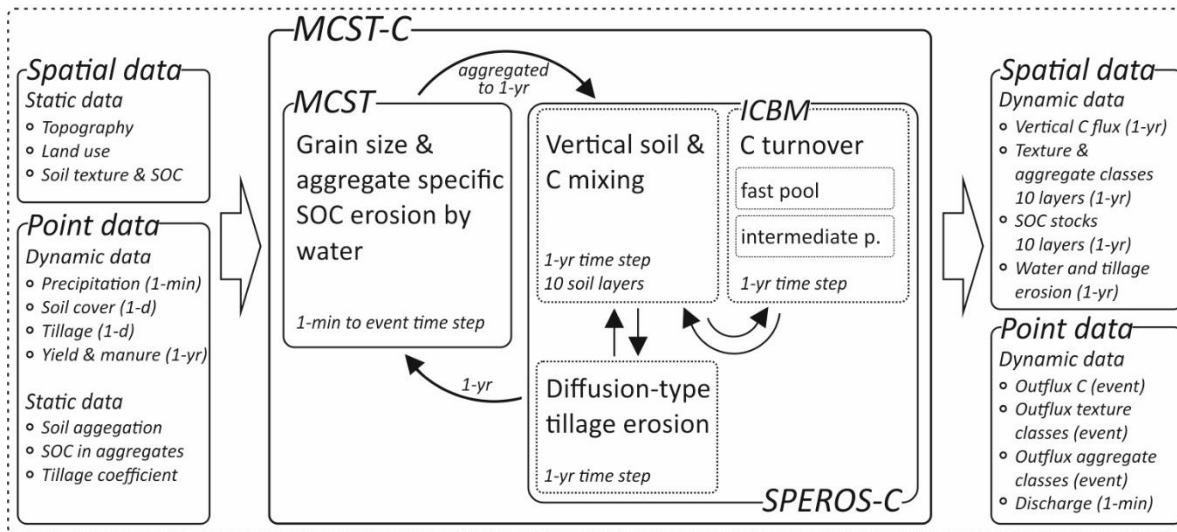 Spatial data
Static data
Topography
Land use
Soil texture & SOC
Point data
Dynamic data
Precipitation (1-min)
Soil cover (1-d)
Tillage (1-d)
Yield & manure (1-yr)
Static data
Soil aggegation
SOC in aggregates
Tillage coefficient
MCST-C
aggregated
to 1-yr
MCST
Grain size &
aggregate specific
SOC erosion by
water
1-min to event time step
1-yr
Vertical soil &
C mixing
1-yr time step
10 soil layers
ICBM
C turnover
fast pool
intermediate p.
1-yr time step
Diffusion-type
tillage erosion
1-yr time step
SPEROS-C
Spatial data
Dynamic data
Vertical C flux (1-yr)
Texture &
aggregate classes
10 layers (1-yr)
SOC stocks
10 layers (1-yr)
Water and tillage
erosion (1-yr)
Point data
Dynamic data
Outflux C (event)
Outflux texture
classes (event)
Outflux aggregate
classes (event)
Discharge (1-min)